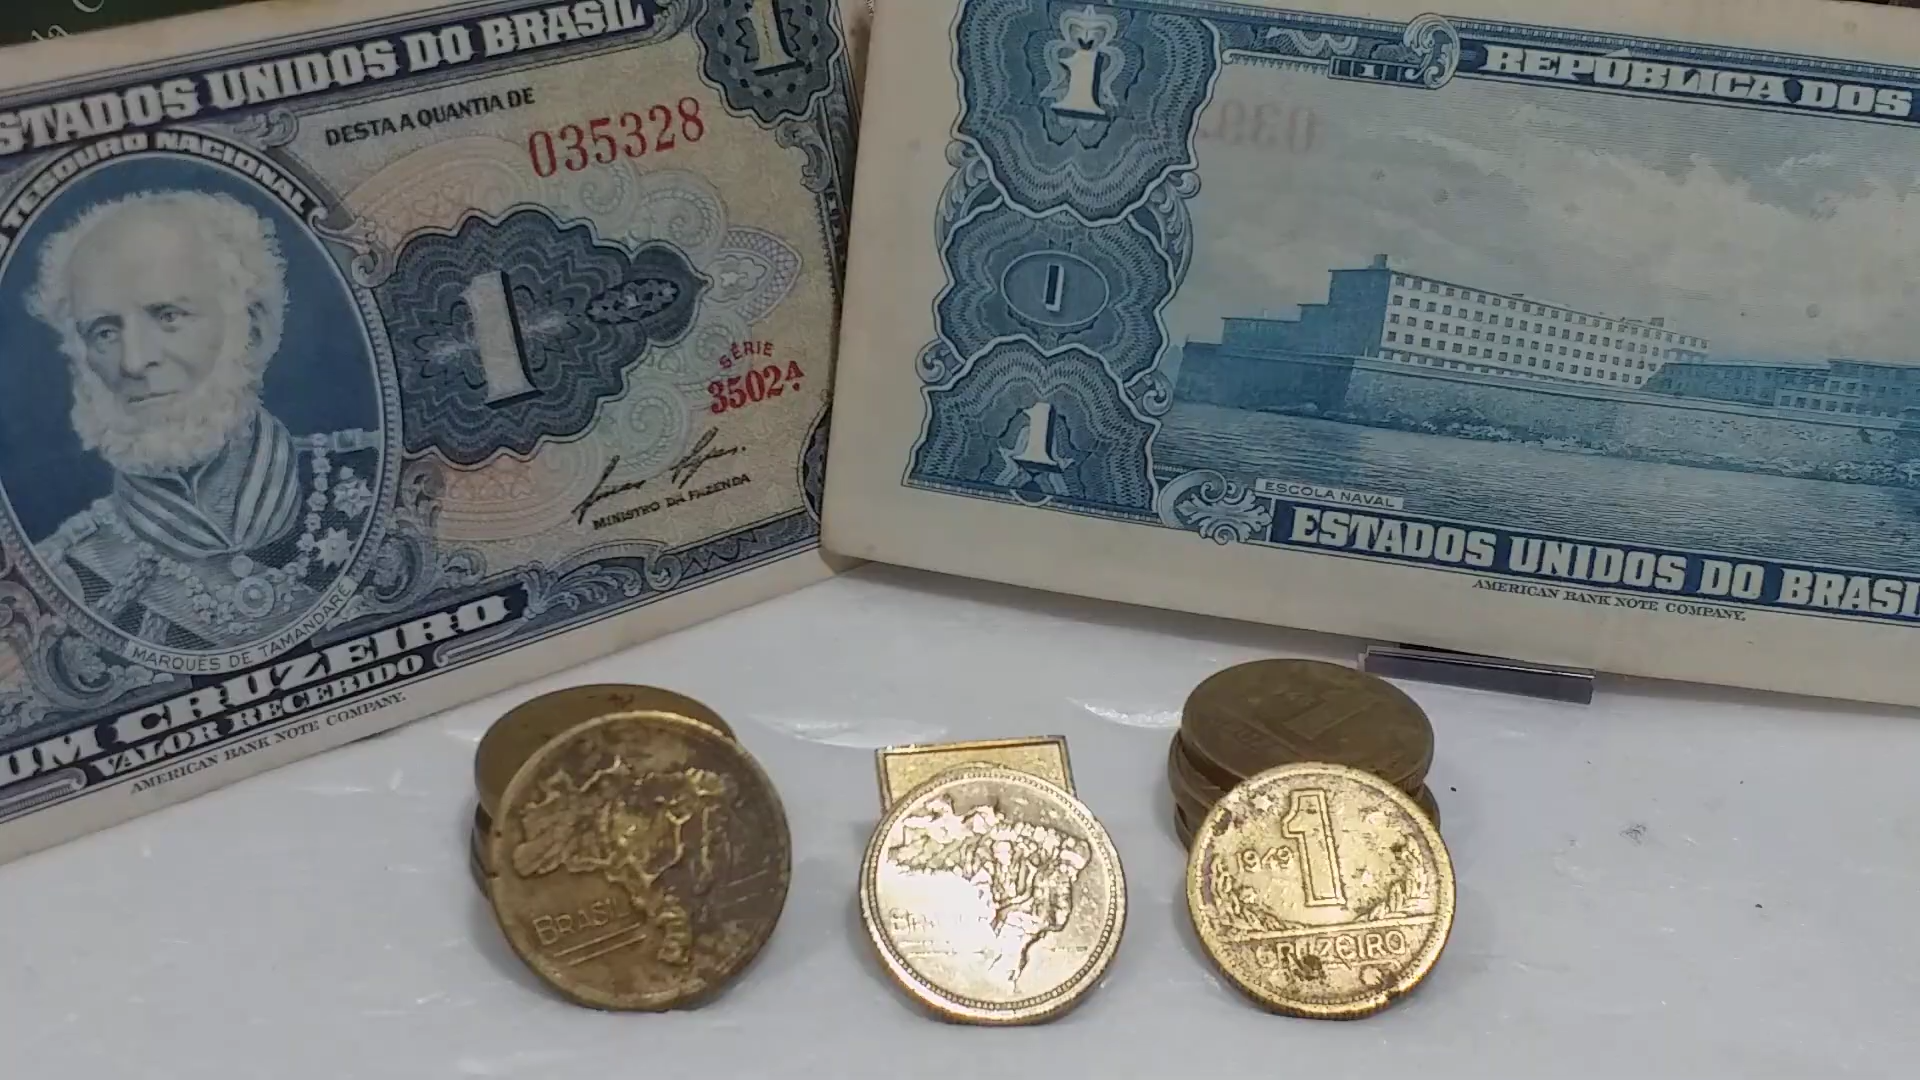 ESTADOS UNIDOS DO BRASIL
1
DESTA A QUANTIA DE
035328
O TESOURO NACIONAL
1
SÉRIE
3502A
MINISTRO DA FAZENDA
MARQUÊS DE TAMANDARÉ
UM CRUZEIRO
VALOR RECEBIDO
AMERICAN BANK NOTE COMPANY.
REPÚBLICA DOS
1
1
1
1
ESCOLA NAVAL
ESTADOS UNIDOS DO BRASIL
AMERICAN BANK NOTE COMPANY.
BRASIL
1
1949
CRUZEIRO